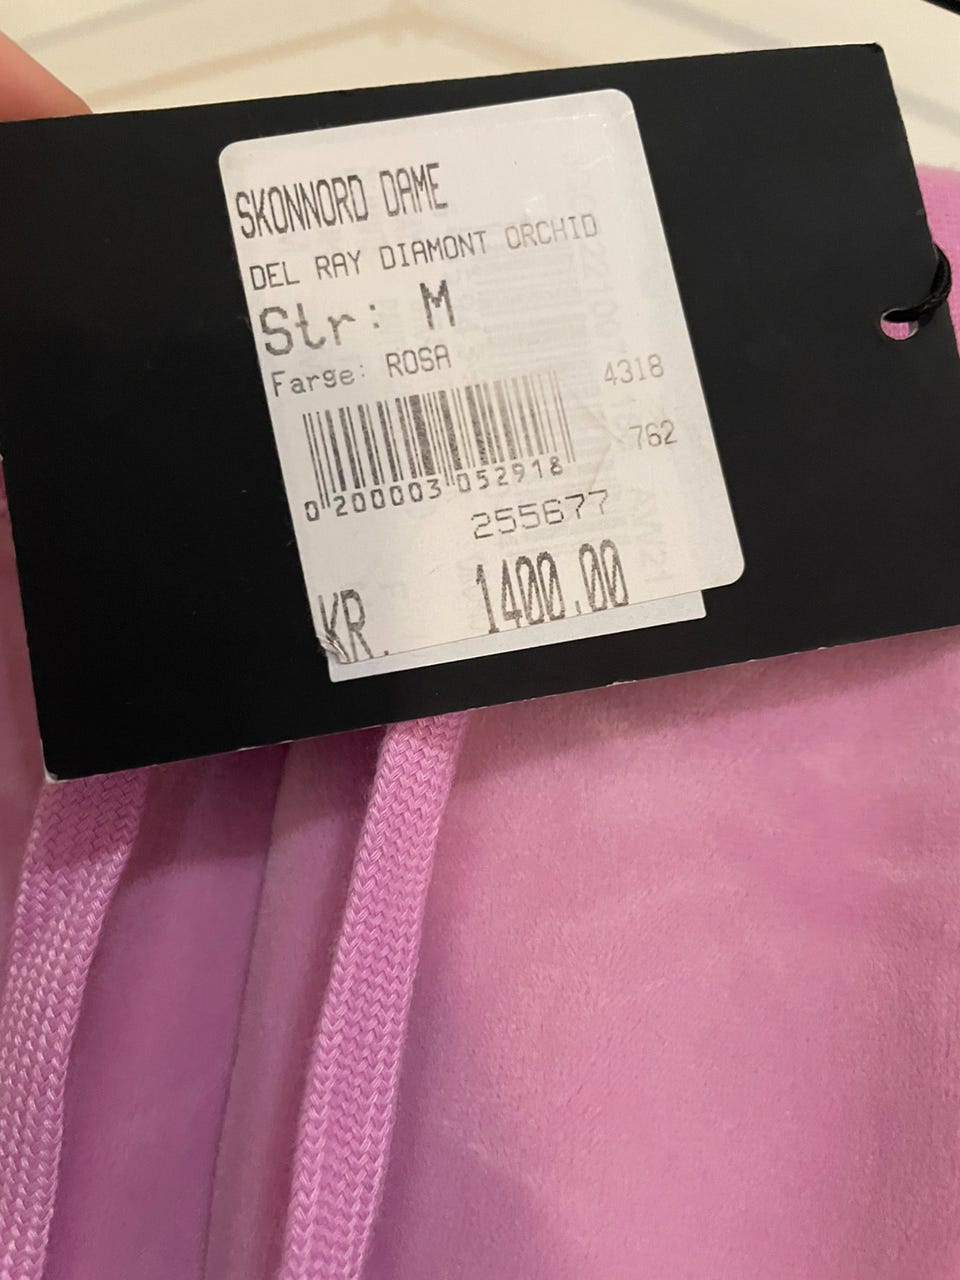 SKONNORD DAME
DEL RAY DIAMONT ORCHID
Str: M
Farge: ROSA
4318
762
0 200003 052918
255677
KR. 1400.00